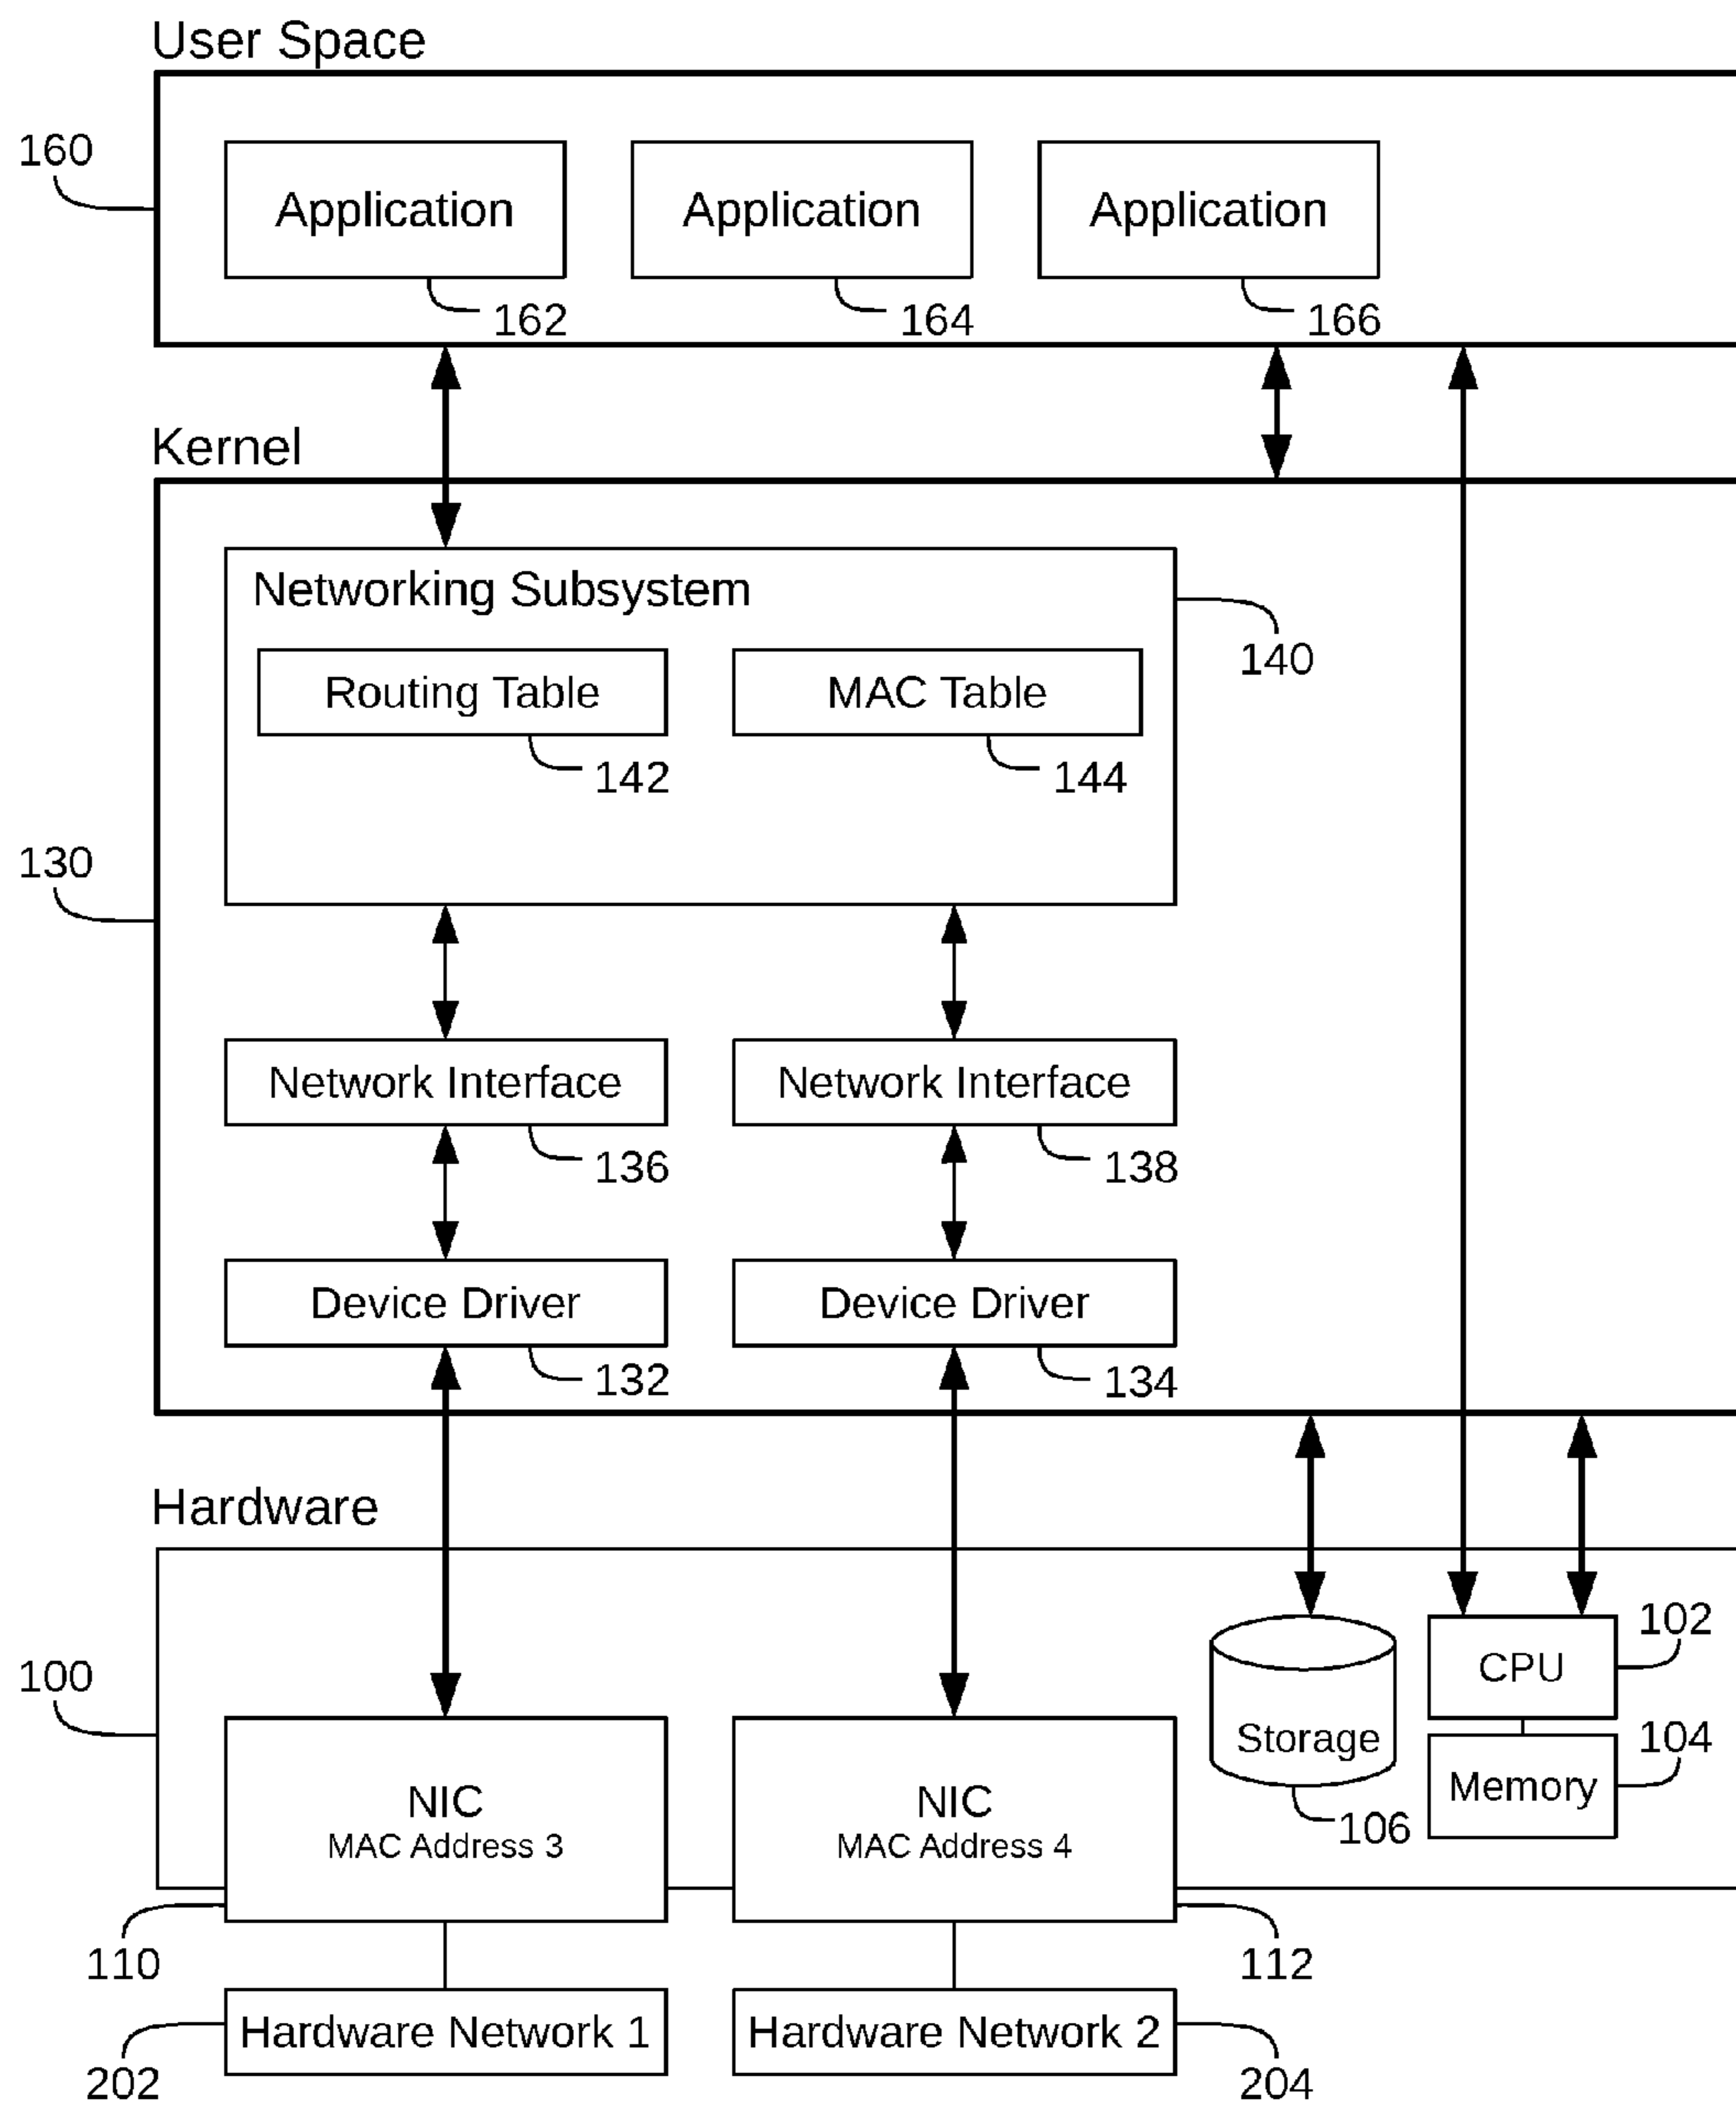 User Space
160
Application
Application
Application
162
164
166
Kernel
Networking Subsystem
140
Routing Table
MAC Table
142
144
130
Network Interface
Network Interface
136
138
Device Driver
Device Driver
132
134
Hardware
102
CPU
100
Storage
104
Memory
NIC
MAC Address 3
NIC
MAC Address 4
106
110
112
Hardware Network 1
Hardware Network 2
202
204